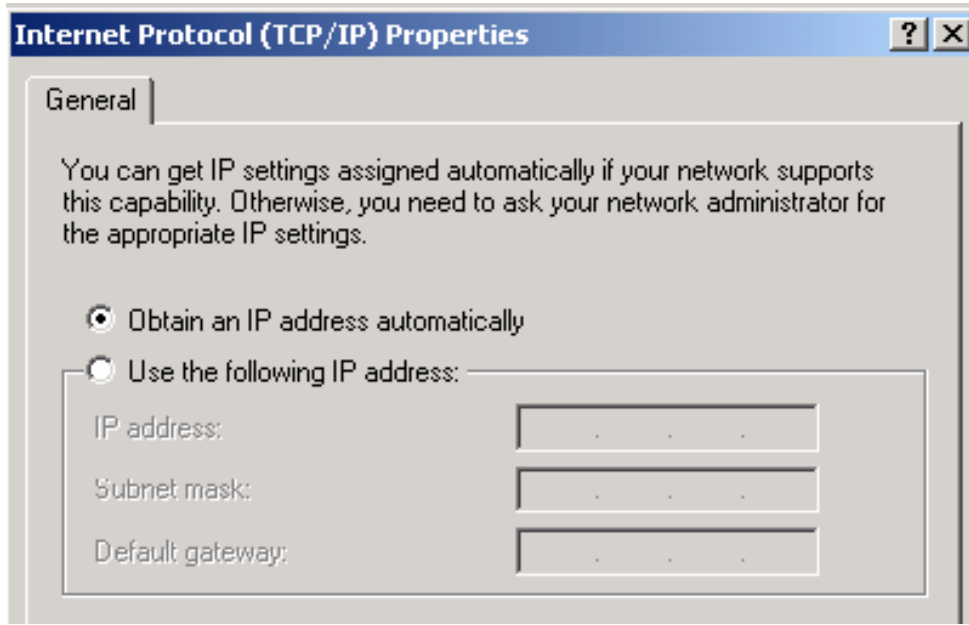 Internet Protocol (TCP/IP) Properties ? X
General
You can get IP settings assigned automatically if your network supports
this capability. Otherwise, you need to ask your network administrator for
the appropriate IP settings.
Obtain an IP address automatically
Use the following IP address:
IP address: . . .
Subnet mask: . . .
Default gateway: . . .